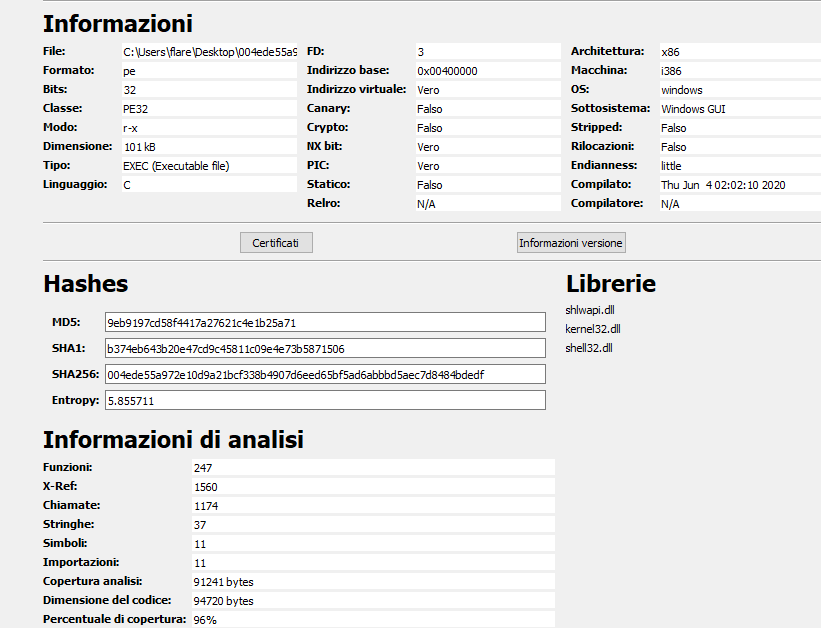 Informazioni
File: C:\Users\flare\Desktop\004ede55a9 FD: 3 Architettura: x86
Formato: pe Indirizzo base: 0x00400000 Macchina: i386
Bits: 32 Indirizzo virtuale: Vero OS: windows
Classe: PE32 Canary: Falso Sottosistema: Windows GUI
Modo: r-x Crypto: Falso Stripped: Falso
Dimensione: 101 kB NX bit: Vero Rilocazioni: Falso
Tipo: EXEC (Executable file) PIC: Vero Endianness: little
Linguaggio: C Statico: Falso Compilato: Thu Jun 4 02:02:10 2020
Relro: N/A Compilatore: N/A
Certificati Informazioni versione
Hashes
MD5: 9eb9197cd58f4417a27621c4e1b25a71
SHA1: b374eb643b20e47cd9c45811c09e4e73b5871506
SHA256: 004ede55a972e10d9a21bcf338b4907d6eed65bf5ad6abbbd5aec7d8484bdedf
Entropy: 5.855711
Librerie
shlwapi.dll
kernel32.dll
shell32.dll
Informazioni di analisi
Funzioni: 247
X-Ref: 1560
Chiamate: 1174
Stringhe: 37
Simboli: 11
Importazioni: 11
Copertura analisi: 91241 bytes
Dimensione del codice: 94720 bytes
Percentuale di copertura: 96%